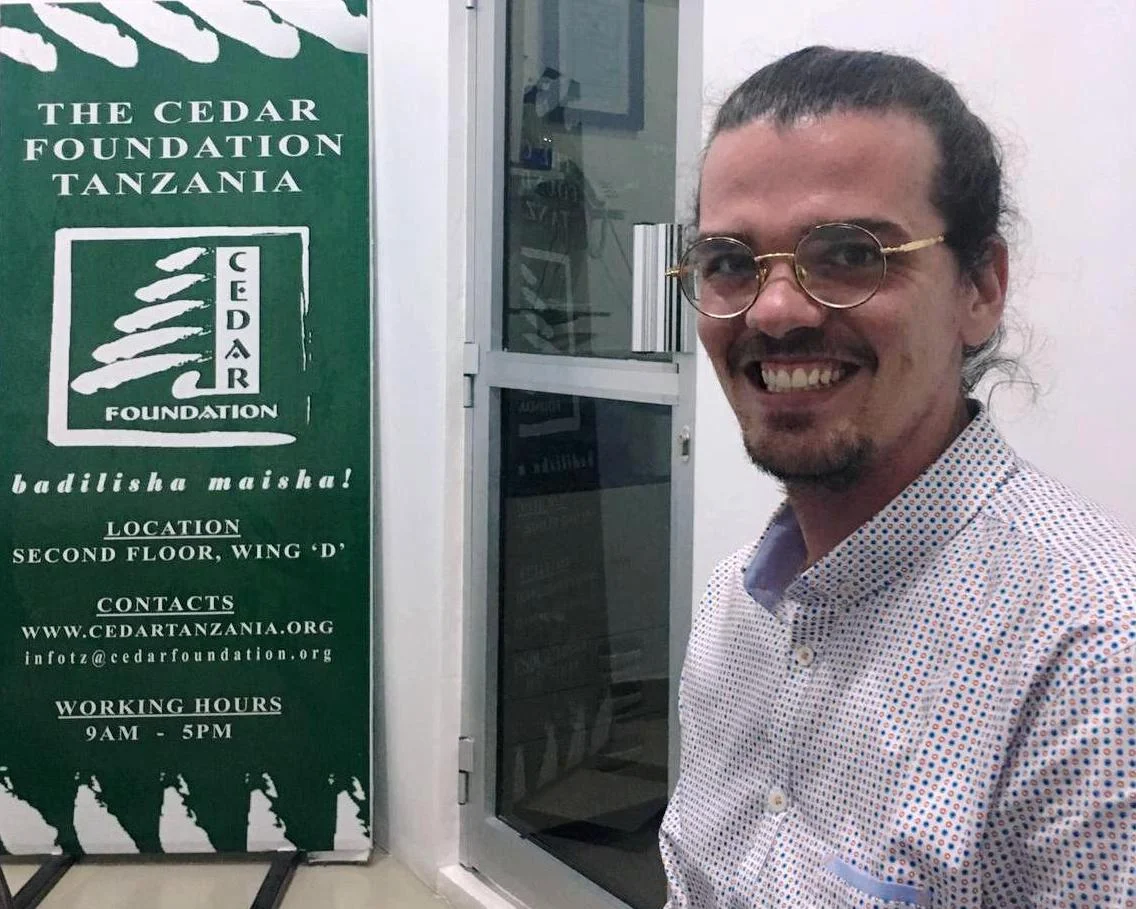 THE CEDAR
FOUNDATION
TANZANIA
CEDAR
FOUNDATION
badilisha maisha!
LOCATION
SECOND FLOOR, WING ‘D’
CONTACTS
WWW.CEDARTANZANIA.ORG
infotz@cedarfoundation.org
WORKING HOURS
9AM - 5PM